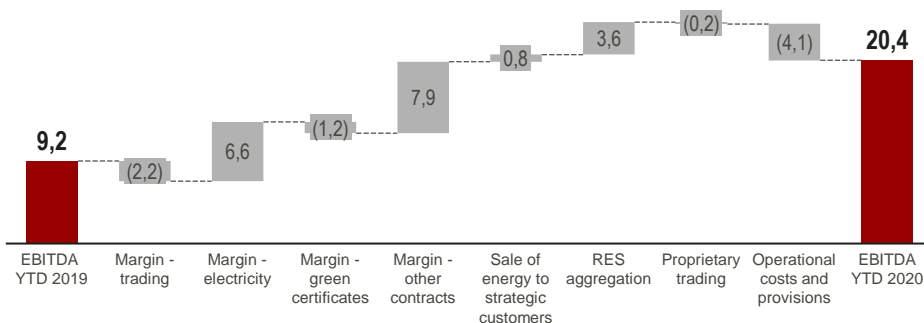 9,2
(2,2)
6,6
(1,2)
7,9
0,8
3,6
(0,2)
(4,1)
20,4
EBITDA
YTD 2019
Margin -
trading
Margin -
electricity
Margin -
green
certificates
Margin -
other
contracts
Sale of
energy to
strategic
customers
RES
aggregation
Proprietary
trading
Operational
costs and
provisions
EBITDA
YTD 2020